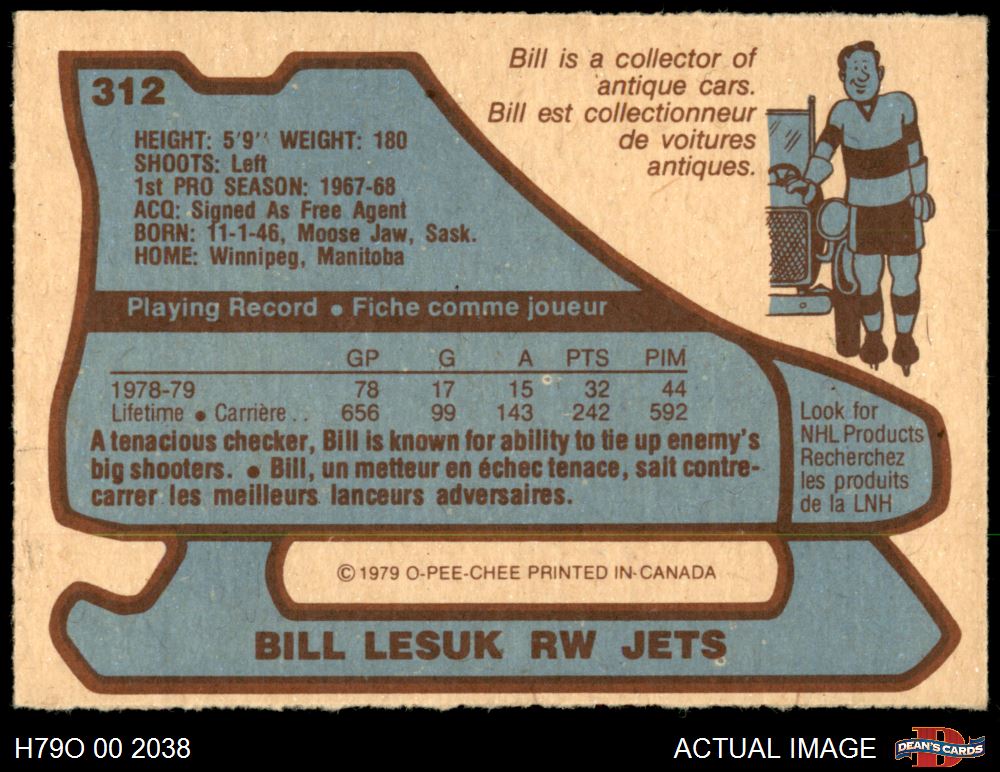 312
HEIGHT: 5'9'' WEIGHT: 180
SHOOTS: Left
1st PRO SEASON: 1967-68
ACQ: Signed As Free Agent
BORN: 11-1-46, Moose Jaw, Sask.
HOME: Winnipeg, Manitoba
Bill is a collector of
antique cars.
Bill est collectionneur
de voitures
antiques.
Playing Record • Fiche comme joueur
GP G A PTS PIM
1978-79 78 17 15 32 44
Lifetime • Carrière . . 656 99 143 242 592
A tenacious checker, Bill is known for ability to tie up enemy's
big shooters. • Bill, un metteur en échec tenace, sait contre-
carrer les meilleurs lanceurs adversaires.
Look for
NHL Products
Recherchez
les produits
de la LNH
© 1979 O-PEE-CHEE PRINTED IN CANADA
BILL LESUK RW JETS
H79O 00 2038
ACTUAL IMAGE
D
DEAN'S CARDS